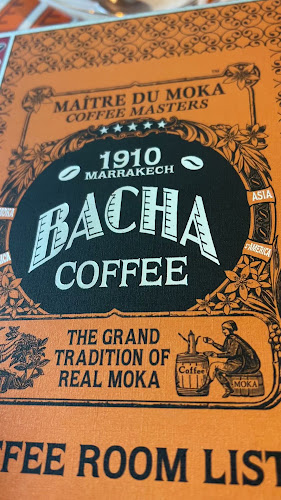 MAÎTRE DU MOKA
COFFEE MASTERS
1910
MARRAKECH
BACHA
COFFEE
ASIA
AMERICA
THE GRAND
TRADITION OF
REAL MOKA
Coffee
MOKA
FFEE ROOM LIST